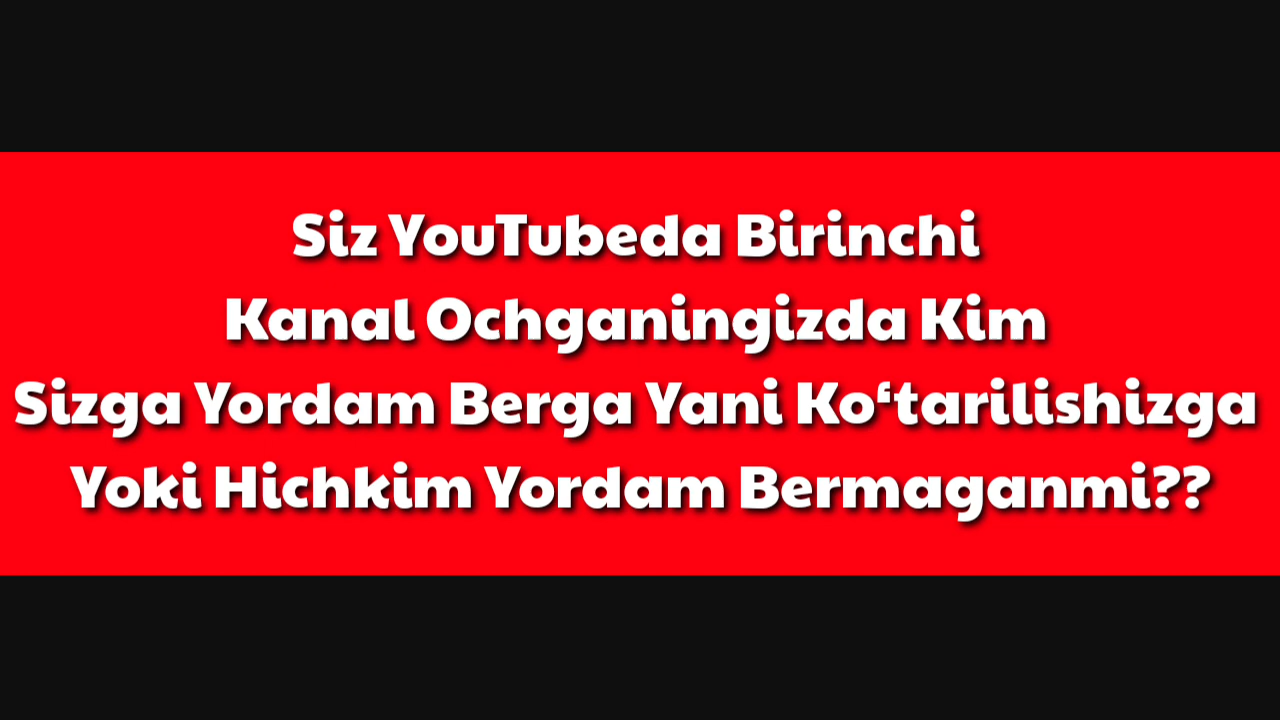 Siz YouTubeda Birinchi
Kanal Ochganingizda Kim
Sizga Yordam Berga Yani Ko‘tarilishizga
Yoki Hichkim Yordam Bermaganmi??